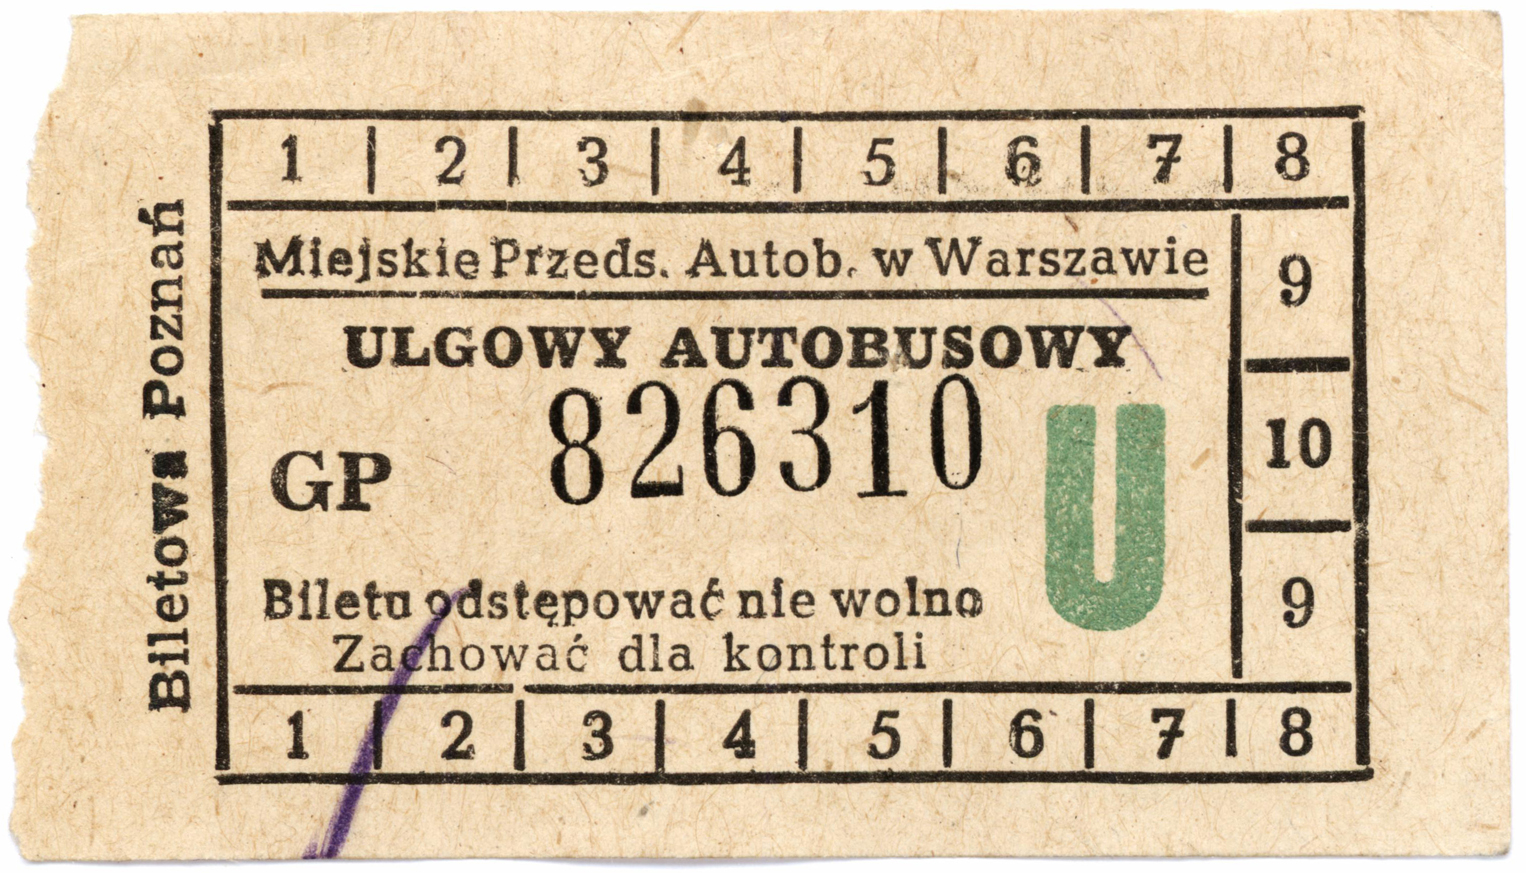 Biletowa Poznań
1 | 2 | 3 | 4 | 5 | 6 | 7 | 8
Miejskie Przeds. Autob. w Warszawie
9
ULGOWY AUTOBUSOWY
GP 826310 U
10
Biletu odstępować nie wolno
9
Zachować dla kontroli
1 | 2 | 3 | 4 | 5 | 6 | 7 | 8